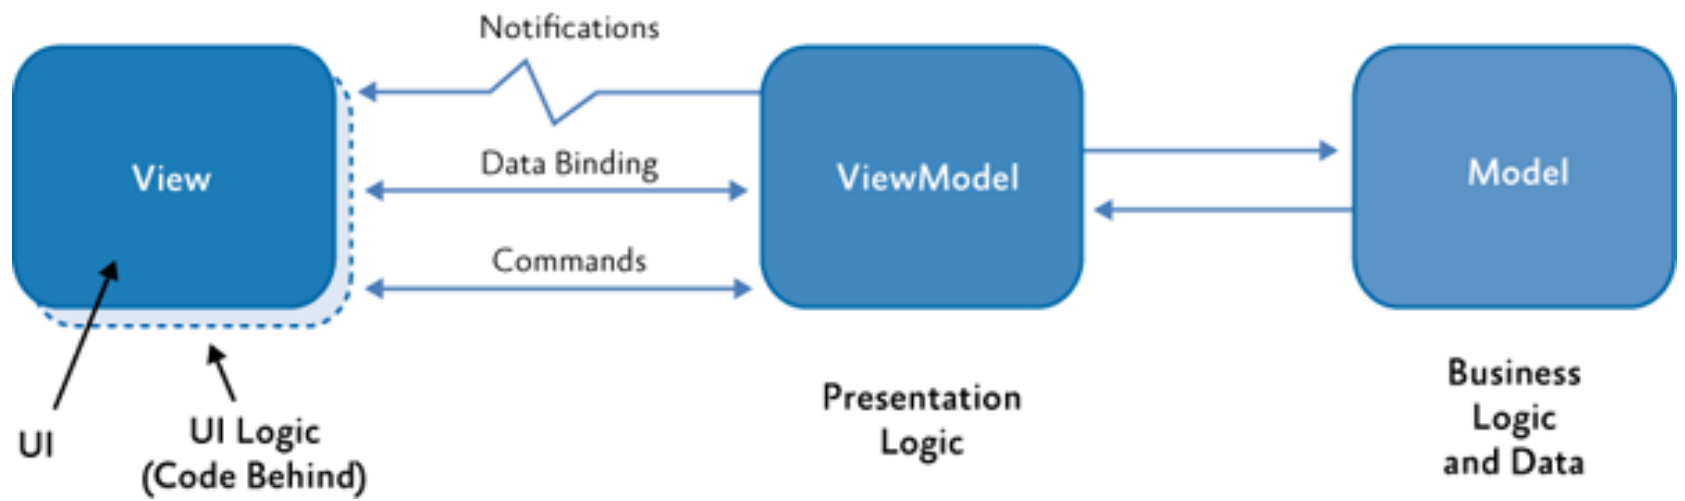 Notifications
View
Data Binding
ViewModel
Model
Commands
UI
UI Logic
(Code Behind)
Presentation
Logic
Business
Logic
and Data